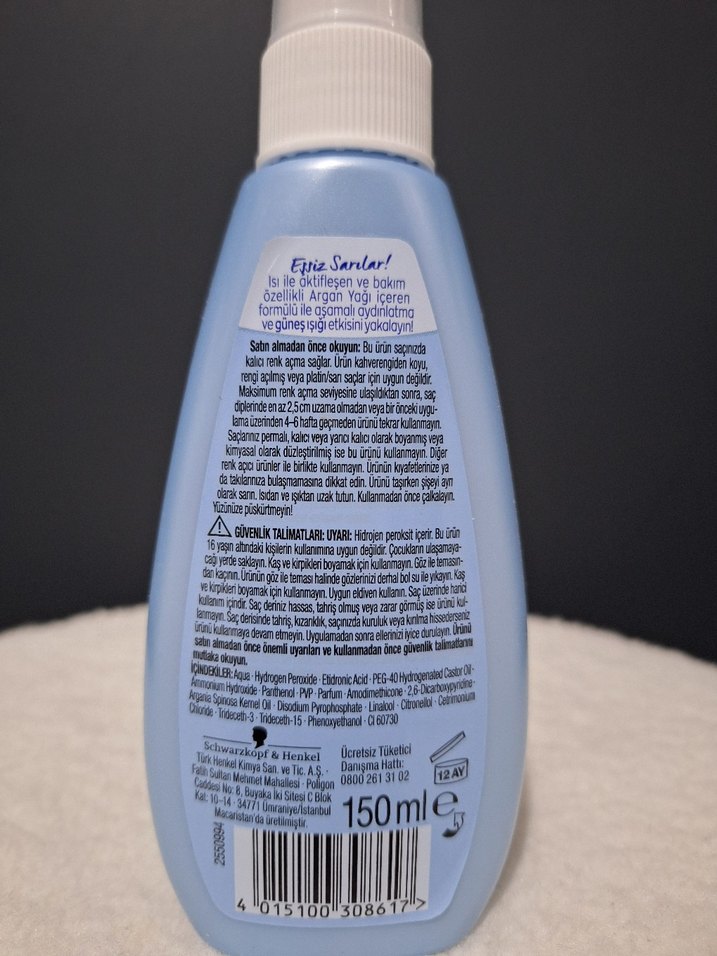 Eşsiz Sarılar!
Isı ile aktifleşen ve bakım
özellikli Argan Yağı içeren
formülü ile aşamalı aydınlatma
ve güneş ışığı etkisini yakalayın!
Satın almadan önce okuyun: Bu ürün saçınızda
kalıcı renk açma sağlar. Ürün kahverengiden koyu,
rengi açılmış veya platin/sarı saçlar için uygun değildir.
Maksimum renk açma seviyesine ulaşıldıktan sonra, saç
diplerinde en az 2,5 cm uzama olmadan veya bir önceki uygu-
lama üzerinden 4-6 hafta geçmeden ürünü tekrar kullanmayın.
Saçlarınız permalı, kalıcı veya yarıcı kalıcı olarak boyanmış veya
kimyasal olarak düzleştirilmiş ise bu ürünü kullanmayın. Diğer
renk açıcı ürünler ile birlikte kullanmayın. Ürünün kıyafetlerinize ya
da takılarınıza bulaşmamasına dikkat edin. Ürünü taşırken şişeyi ayrı
olarak sarın. Isıdan ve ışıktan uzak tutun. Kullanmadan önce çalkalayın.
Yüzünüze püskürtmeyin!
GÜVENLİK TALİMATLARI: UYARI: Hidrojen peroksit içerir. Bu ürün
16 yaşın altındaki kişilerin kullanımına uygun değildir. Çocukların ulaşamaya-
cağı yerde saklayın. Kaş ve kirpikleri boyamak için kullanmayın. Göz ile temasın-
dan kaçının. Ürünün göz ile teması halinde gözlerinizi derhal bol su ile yıkayın. Kaş
ve kirpikleri boyamak için kullanmayın. Uygun eldiven kullanın. Saç üzerinde harici
kullanım içindir. Saç deriniz hassas, tahriş olmuş veya zarar görmüş ise ürünü kul-
lanmayın. Saç derisinde tahriş, kızarıklık, saçınızda kuruluk veya kırılma hissederseniz
ürünü kullanmaya devam etmeyin. Uygulamadan sonra ellerinizi iyice durulayın. Ürünü
satın almadan önce önemli uyarıları ve kullanmadan önce güvenlik talimatlarını
mutlaka okuyun.
İÇİNDEKİLER: Aqua · Hydrogen Peroxide · Etidronic Acid · PEG-40 Hydrogenated Castor Oil ·
Ammonium Hydroxide · Panthenol · PVP · Parfum · Amodimethicone · 2,6-Dicarboxypyridine ·
Argania Spinosa Kernel Oil · Disodium Pyrophosphate · Linalool · Citronellol · Cetrimonium
Chloride · Trideceth-3 · Trideceth-15 · Phenoxyethanol · CI 60730
Schwarzkopf & Henkel
Türk Henkel Kimya San. ve Tic. A.Ş. ·
Fatih Sultan Mehmet Mahallesi · Poligon
Caddesi No: 8, Buyaka İki Sitesi C Blok
Kat: 10-14 · 34771 Ümraniye/İstanbul
Macaristan'da üretilmiştir.
Ücretsiz Tüketici
Danışma Hattı:
0800 261 31 02
12 AY
150 ml e
2550994
4 015100 308617 >